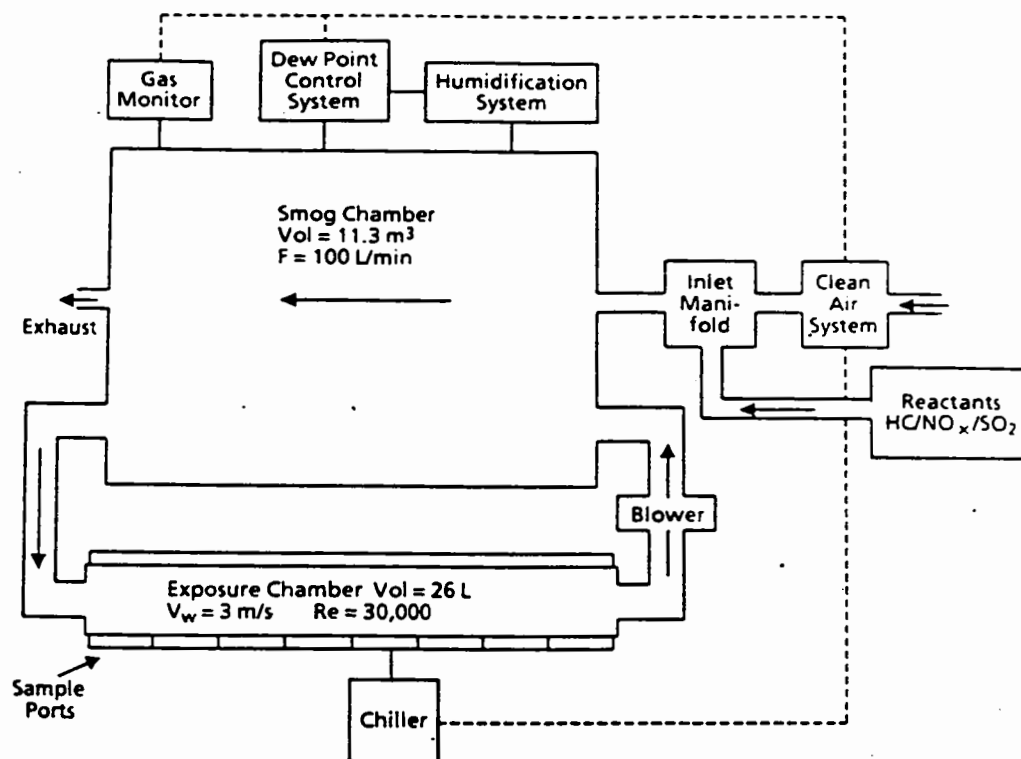 Gas
Monitor
Dew Point
Control
System
Humidification
System
Smog Chamber
Vol = 11.3 m³
F = 100 L/min
Exhaust
Inlet
Mani-
fold
Clean
Air
System
Reactants
HC/NOₓ/SO₂
Blower
Exposure Chamber Vol = 26 L
V_w = 3 m/s Re = 30,000
Sample
Ports
Chiller